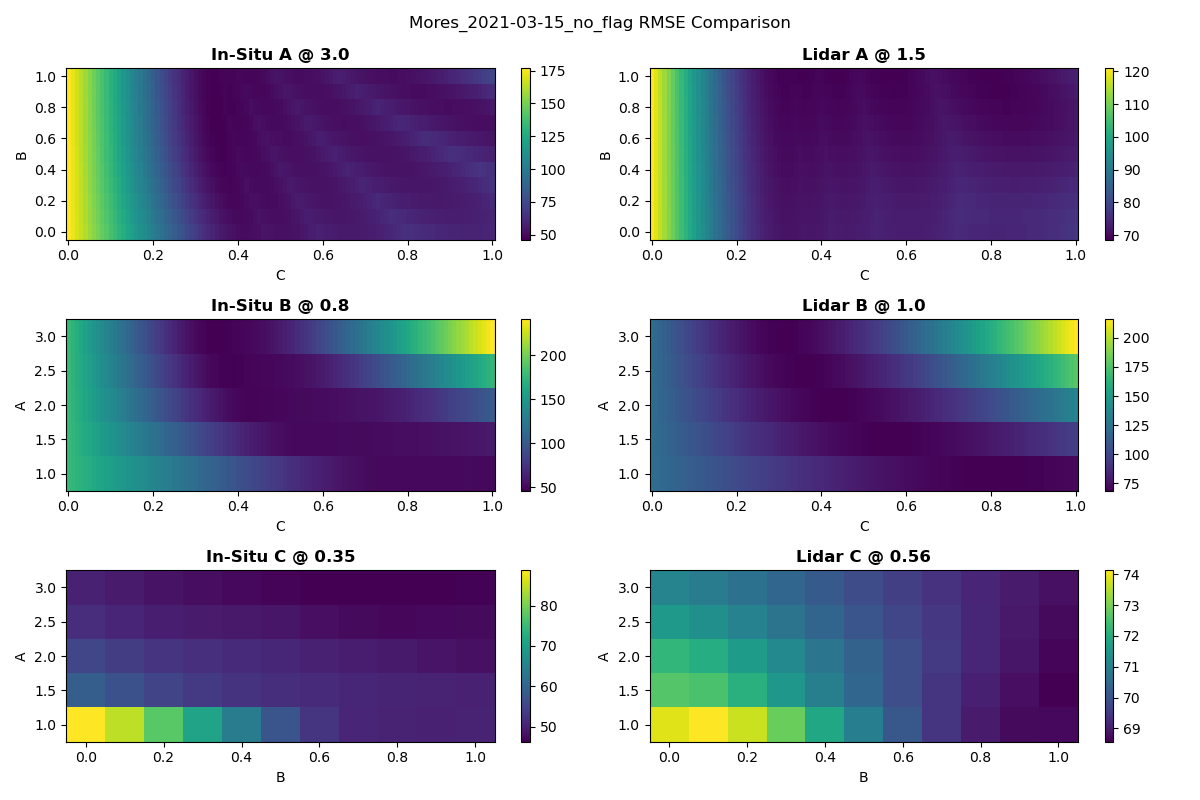 Mores_2021-03-15_no_flag RMSE Comparison
In-Situ A @ 3.0
B
1.0
0.8
0.6
0.4
0.2
0.0
0.0 0.2 0.4 0.6 0.8 1.0
C
175
150
125
100
75
50
Lidar A @ 1.5
B
1.0
0.8
0.6
0.4
0.2
0.0
0.0 0.2 0.4 0.6 0.8 1.0
C
120
110
100
90
80
70
In-Situ B @ 0.8
A
3.0
2.5
2.0
1.5
1.0
0.0 0.2 0.4 0.6 0.8 1.0
C
200
150
100
50
Lidar B @ 1.0
A
3.0
2.5
2.0
1.5
1.0
0.0 0.2 0.4 0.6 0.8 1.0
C
200
175
150
125
100
75
In-Situ C @ 0.35
A
3.0
2.5
2.0
1.5
1.0
0.0 0.2 0.4 0.6 0.8 1.0
B
80
70
60
50
Lidar C @ 0.56
A
3.0
2.5
2.0
1.5
1.0
0.0 0.2 0.4 0.6 0.8 1.0
B
74
73
72
71
70
69